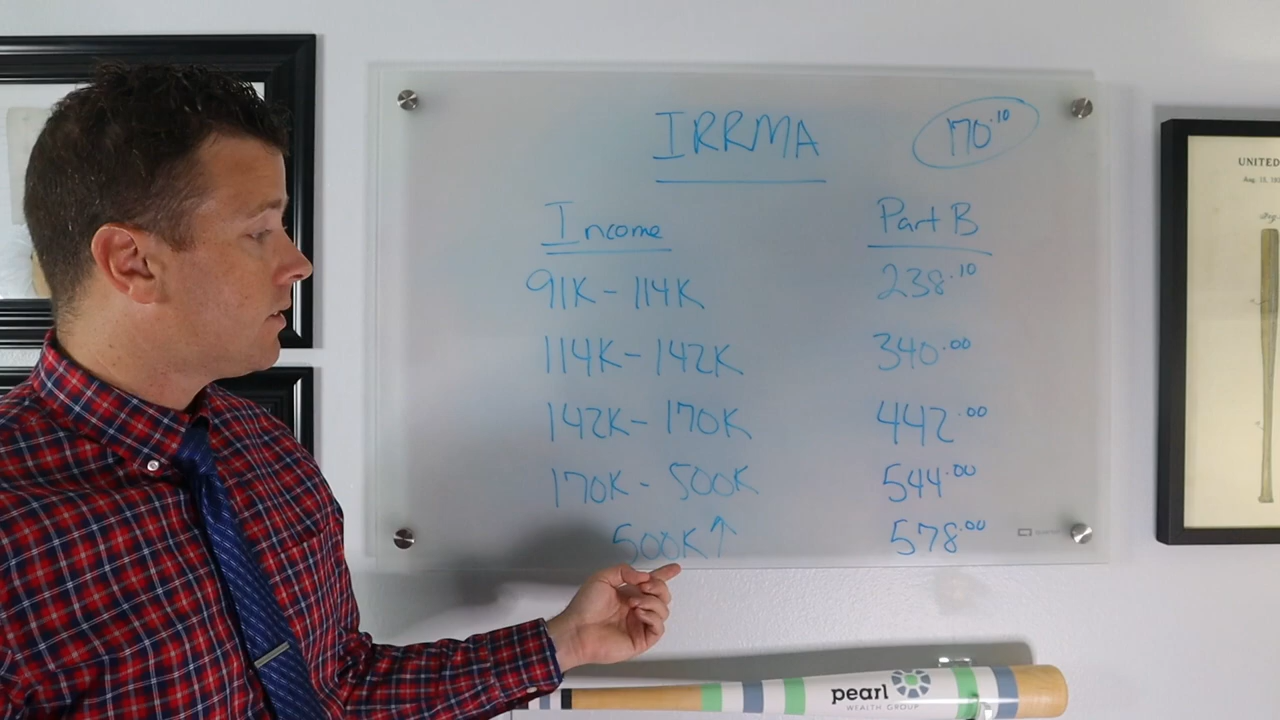 IRRMA
170.10
Income
Part B
91K - 114K
238.10
114K - 142K
340.00
142K - 170K
442.00
170K - 500K
544.00
500K ↑
578.00
UNITED
pearl
WEALTH GROUP